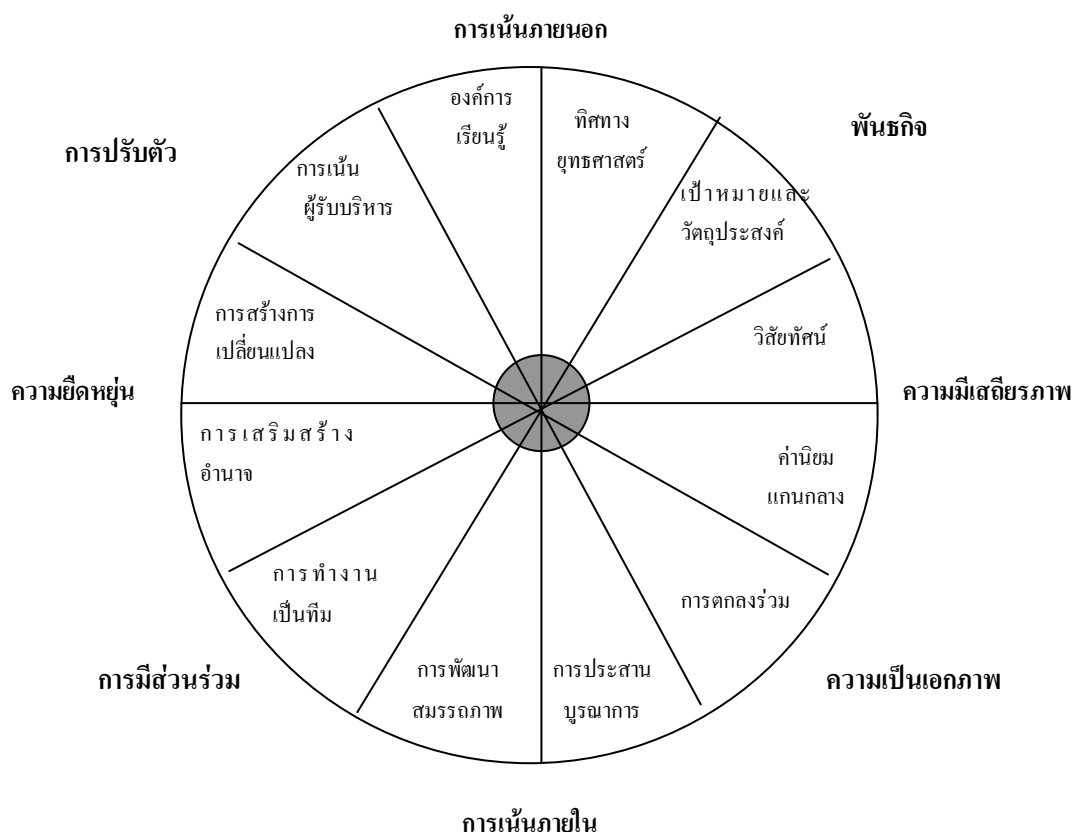 การเน้นภายนอก
องค์การ
เรียนรู้
ทิศทาง
ยุทธศาสตร์
พันธกิจ
การปรับตัว
การเน้น
ผู้รับบริหาร
เป้าหมายและ
วัตถุประสงค์
การสร้างการ
เปลี่ยนแปลง
วิสัยทัศน์
ความยืดหยุ่น
ความมีเสถียรภาพ
การเสริมสร้าง
อำนาจ
ค่านิยม
แกนกลาง
การทำงาน
เป็นทีม
การตกลงร่วม
การมีส่วนร่วม
การพัฒนา
สมรรถภาพ
การประสาน
บูรณาการ
ความเป็นเอกภาพ
การเน้นภายใน